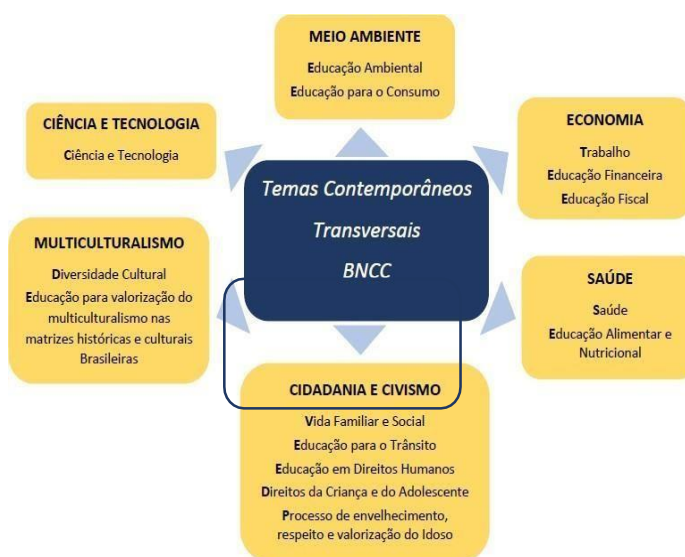 MEIO AMBIENTE
Educação Ambiental
Educação para o Consumo
CIÊNCIA E TECNOLOGIA
Ciência e Tecnologia
ECONOMIA
Trabalho
Educação Financeira
Educação Fiscal
Temas Contemporâneos
Transversais
BNCC
MULTICULTURALISMO
Diversidade Cultural
Educação para valorização do
multiculturalismo nas
matrizes históricas e culturais
Brasileiras
SAÚDE
Saúde
Educação Alimentar e
Nutricional
CIDADANIA E CIVISMO
Vida Familiar e Social
Educação para o Trânsito
Educação em Direitos Humanos
Direitos da Criança e do Adolescente
Processo de envelhecimento,
respeito e valorização do Idoso